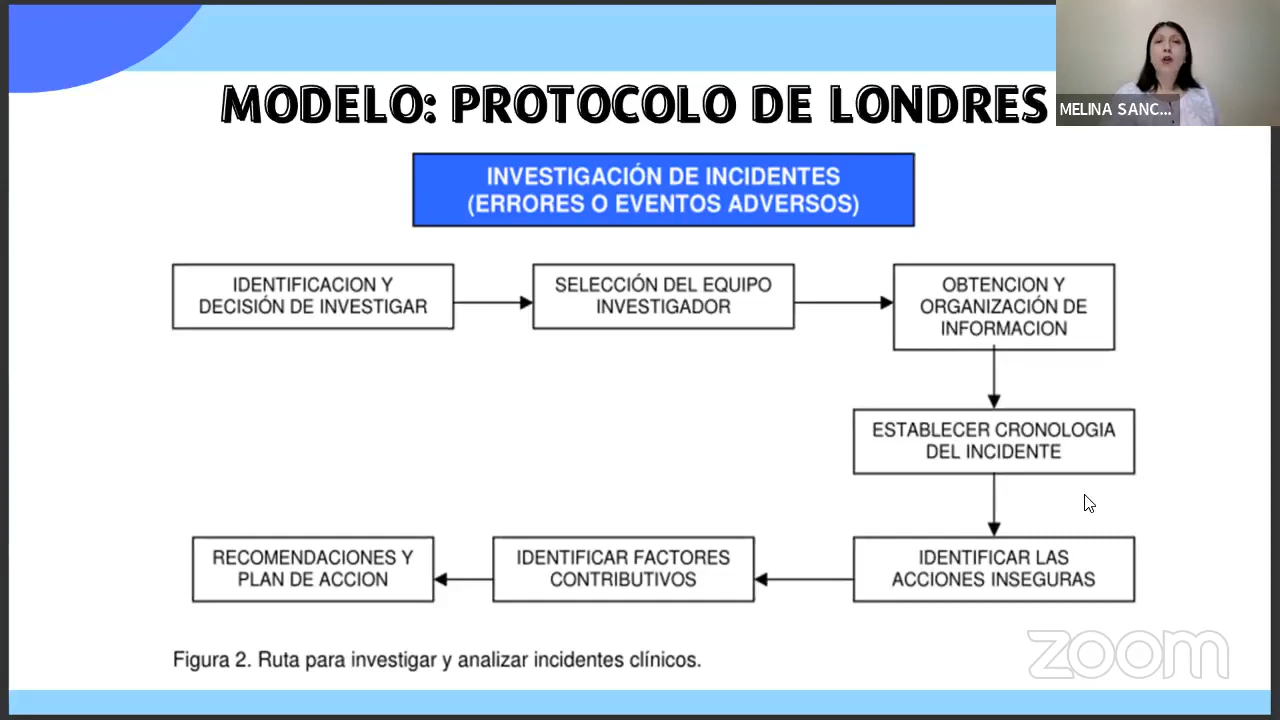 MODELO: PROTOCOLO DE LONDRES
MELINA SANC...
INVESTIGACIÓN DE INCIDENTES
(ERRORES O EVENTOS ADVERSOS)
IDENTIFICACION Y
DECISIÓN DE INVESTIGAR
SELECCIÓN DEL EQUIPO
INVESTIGADOR
OBTENCION Y
ORGANIZACIÓN DE
INFORMACION
ESTABLECER CRONOLOGIA
DEL INCIDENTE
IDENTIFICAR LAS
ACCIONES INSEGURAS
IDENTIFICAR FACTORES
CONTRIBUTIVOS
RECOMENDACIONES Y
PLAN DE ACCION
Figura 2. Ruta para investigar y analizar incidentes clínicos.
zoom